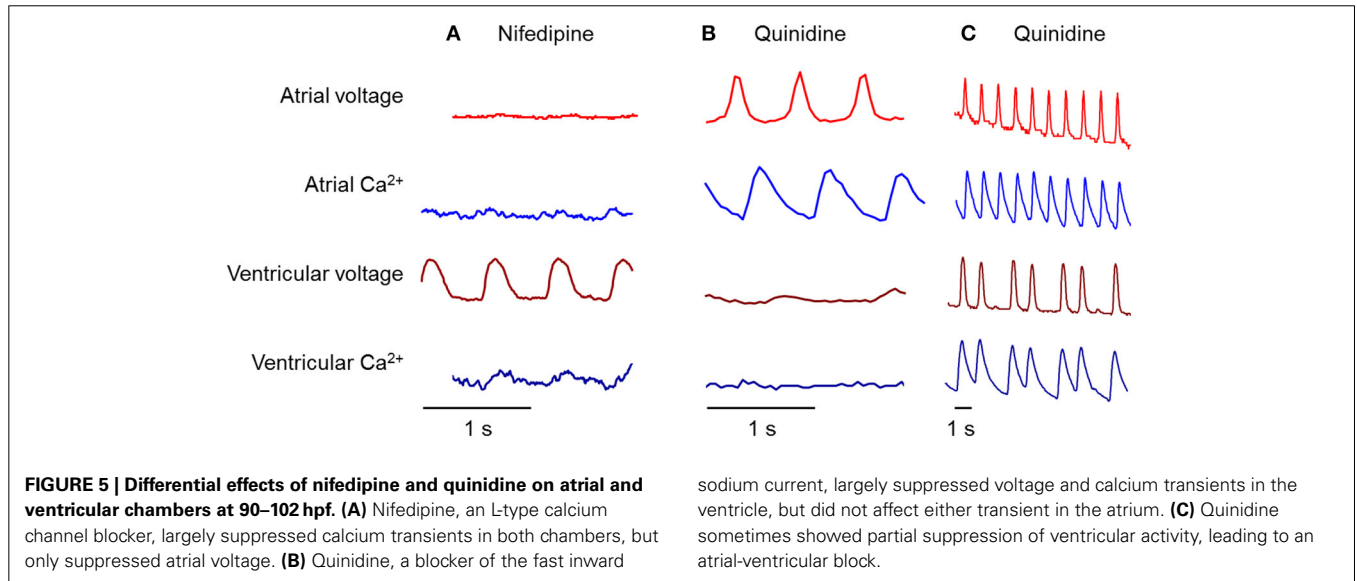 A Nifedipine
B Quinidine
C Quinidine
Atrial voltage
Atrial Ca²⁺
Ventricular voltage
Ventricular Ca²⁺
1 s
1 s
1 s
FIGURE 5 | Differential effects of nifedipine and quinidine on atrial and
ventricular chambers at 90–102 hpf. (A) Nifedipine, an L-type calcium
channel blocker, largely suppressed calcium transients in both chambers, but
only suppressed atrial voltage. (B) Quinidine, a blocker of the fast inward
sodium current, largely suppressed voltage and calcium transients in the
ventricle, but did not affect either transient in the atrium. (C) Quinidine
sometimes showed partial suppression of ventricular activity, leading to an
atrial-ventricular block.